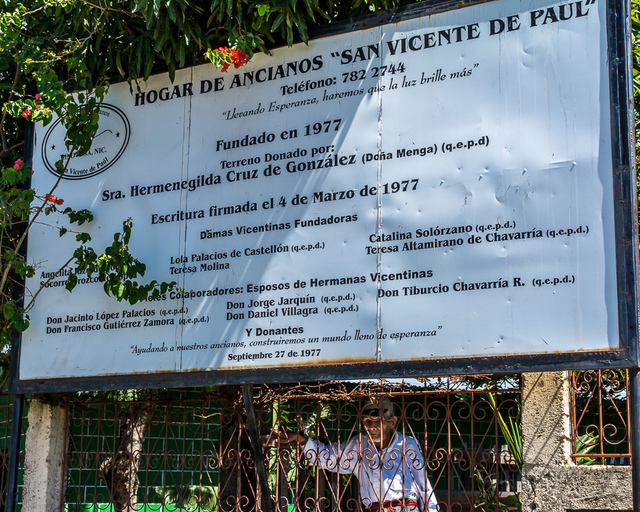 HOGAR DE ANCIANOS "SAN VICENTE DE PAUL"
Teléfono: 782 2744
"Llevando Esperanza, haremos que la luz brille más"
NIC.
Vicente de Paúl
Fundado en 1977
Terreno Donado por:
Sra. Hermenegilda Cruz de González (Doña Menga) (q.e.p.d)
Escritura firmada el 4 de Marzo de 1977
Damas Vicentinas Fundadoras
Lola Palacios de Castellón (q.e.p.d.) Catalina Solórzano (q.e.p.d.)
Teresa Molina Teresa Altamirano de Chavarría (q.e.p.d.)
Colaboradores: Esposos de Hermanas Vicentinas
Don Jacinto López Palacios (q.e.p.d.) Don Jorge Jarquín (q.e.p.d.) Don Tiburcio Chavarría R. (q.e.p.d.)
Don Francisco Gutiérrez Zamora (q.e.p.d.) Don Daniel Villagra (q.e.p.d.)
Y Donantes
"Ayudando a nuestros ancianos, construiremos un mundo lleno de esperanza"
Septiembre 27 de 1977